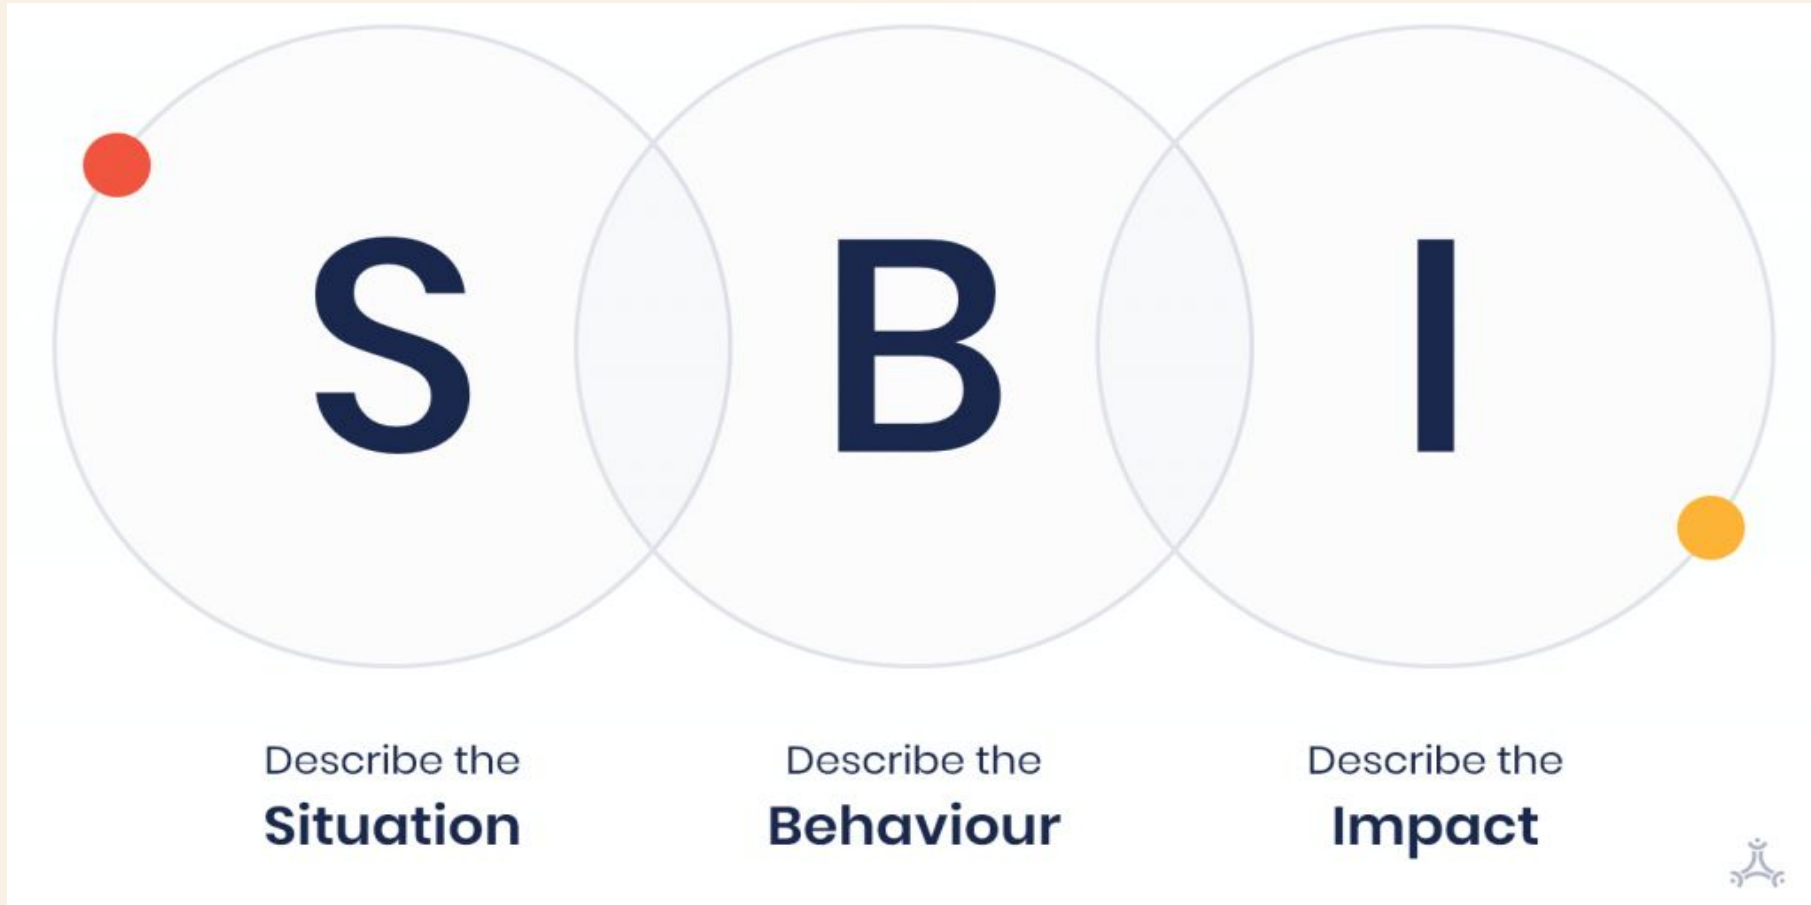 S
B
I
Describe the
Situation
Describe the
Behaviour
Describe the
Impact